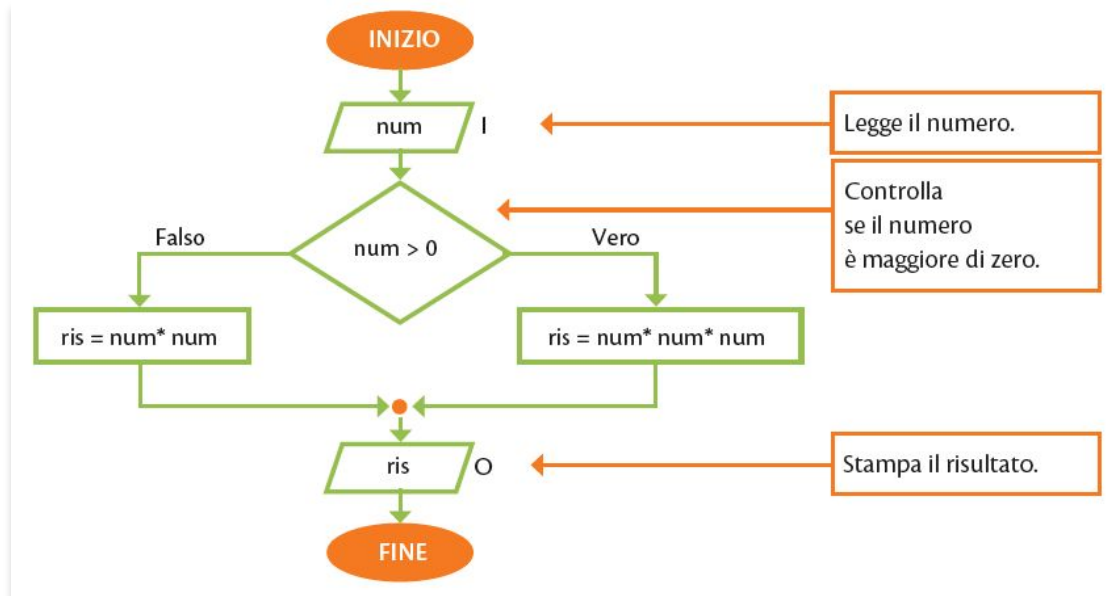 INIZIO
num I
Legge il numero.
num > 0
Controlla
se il numero
è maggiore di zero.
Falso
Vero
ris = num* num
ris = num* num* num
ris O
Stampa il risultato.
FINE